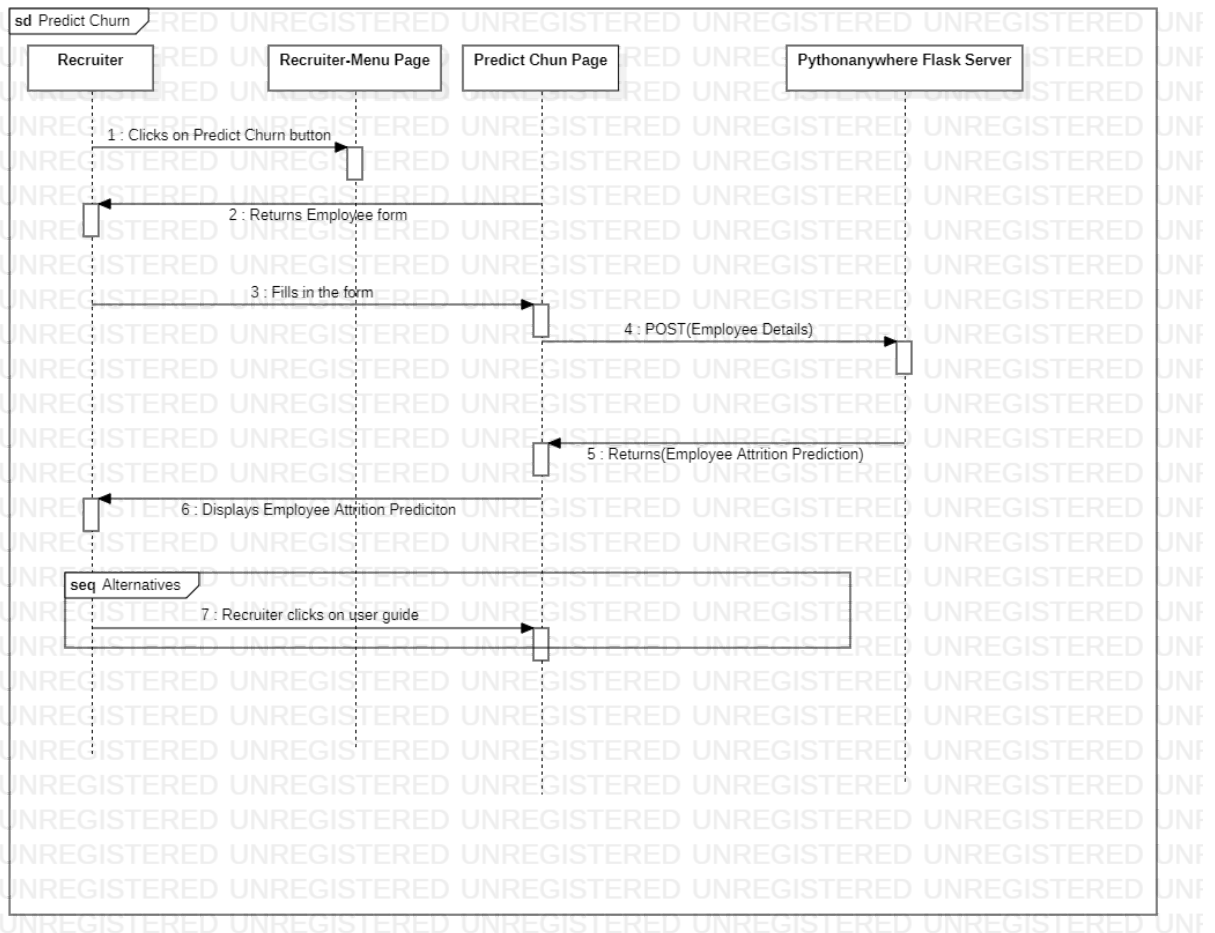 sd Predict Churn
Recruiter
Recruiter-Menu Page
Predict Chun Page
Pythonanywhere Flask Server
1 : Clicks on Predict Churn button
2 : Returns Employee form
3 : Fills in the form
4 : POST(Employee Details)
5 : Returns(Employee Attrition Prediction)
6 : Displays Employee Attrition Prediciton
seq Alternatives
7 : Recruiter clicks on user guide
UNREGISTERED